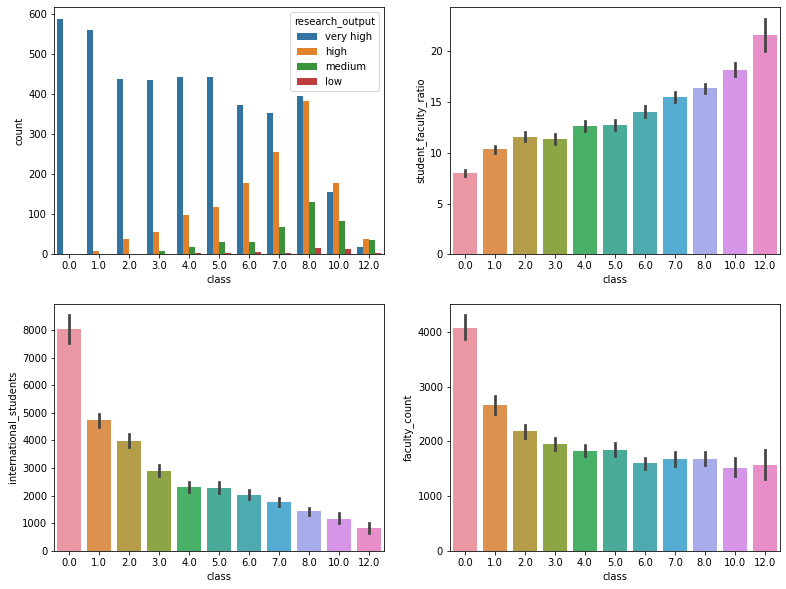 600
500
400
300
200
100
0
count
research_output
very high
high
medium
low
0.0 1.0 2.0 3.0 4.0 5.0 6.0 7.0 8.0 10.0 12.0
class
20
15
10
5
0
student_faculty_ratio
0.0 1.0 2.0 3.0 4.0 5.0 6.0 7.0 8.0 10.0 12.0
class
8000
7000
6000
5000
4000
3000
2000
1000
0
international_students
0.0 1.0 2.0 3.0 4.0 5.0 6.0 7.0 8.0 10.0 12.0
class
4000
3000
2000
1000
0
faculty_count
0.0 1.0 2.0 3.0 4.0 5.0 6.0 7.0 8.0 10.0 12.0
class